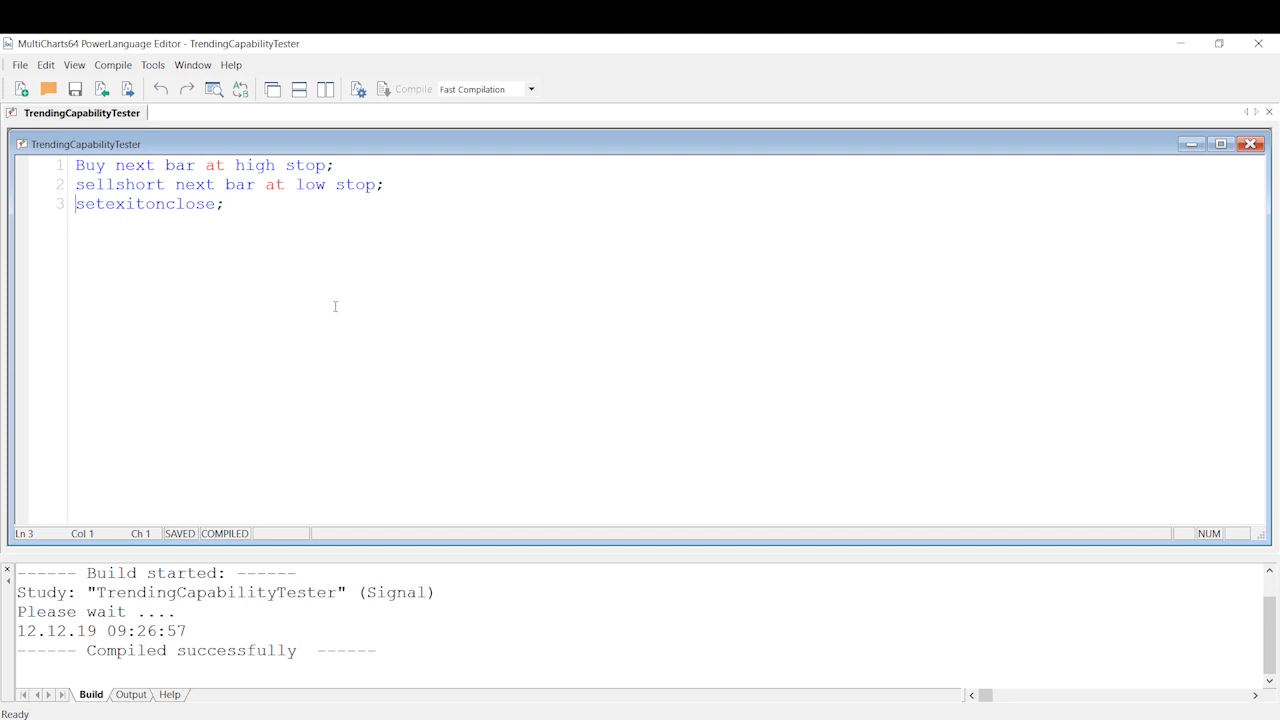 MultiCharts64 PowerLanguage Editor - TrendingCapabilityTester
File Edit View Compile Tools Window Help
Compile Fast Compilation
TrendingCapabilityTester
TrendingCapabilityTester
1 Buy next bar at high stop;
2 sellshort next bar at low stop;
3 setexitonclose;
Ln 3 Col 1 Ch 1 SAVED COMPILED NUM
------ Build started: ------
Study: "TrendingCapabilityTester" (Signal)
Please wait ....
12.12.19 09:26:57
------ Compiled successfully ------
Build Output Help
Ready